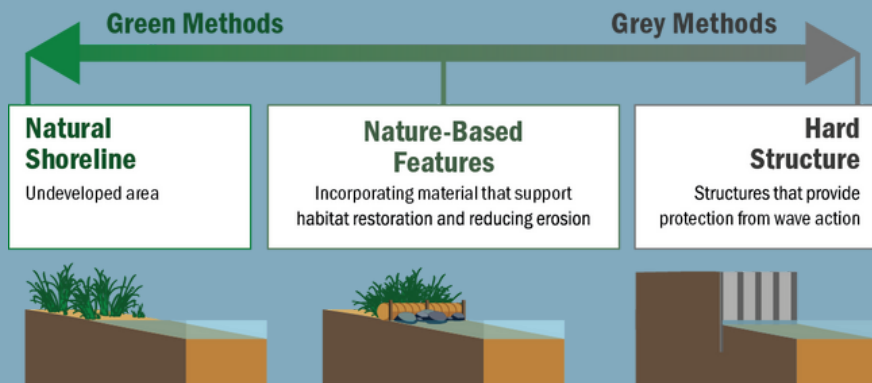 Green Methods
Grey Methods
Natural
Shoreline
Undeveloped area
Nature-Based
Features
Incorporating material that support
habitat restoration and reducing erosion
Hard
Structure
Structures that provide
protection from wave action